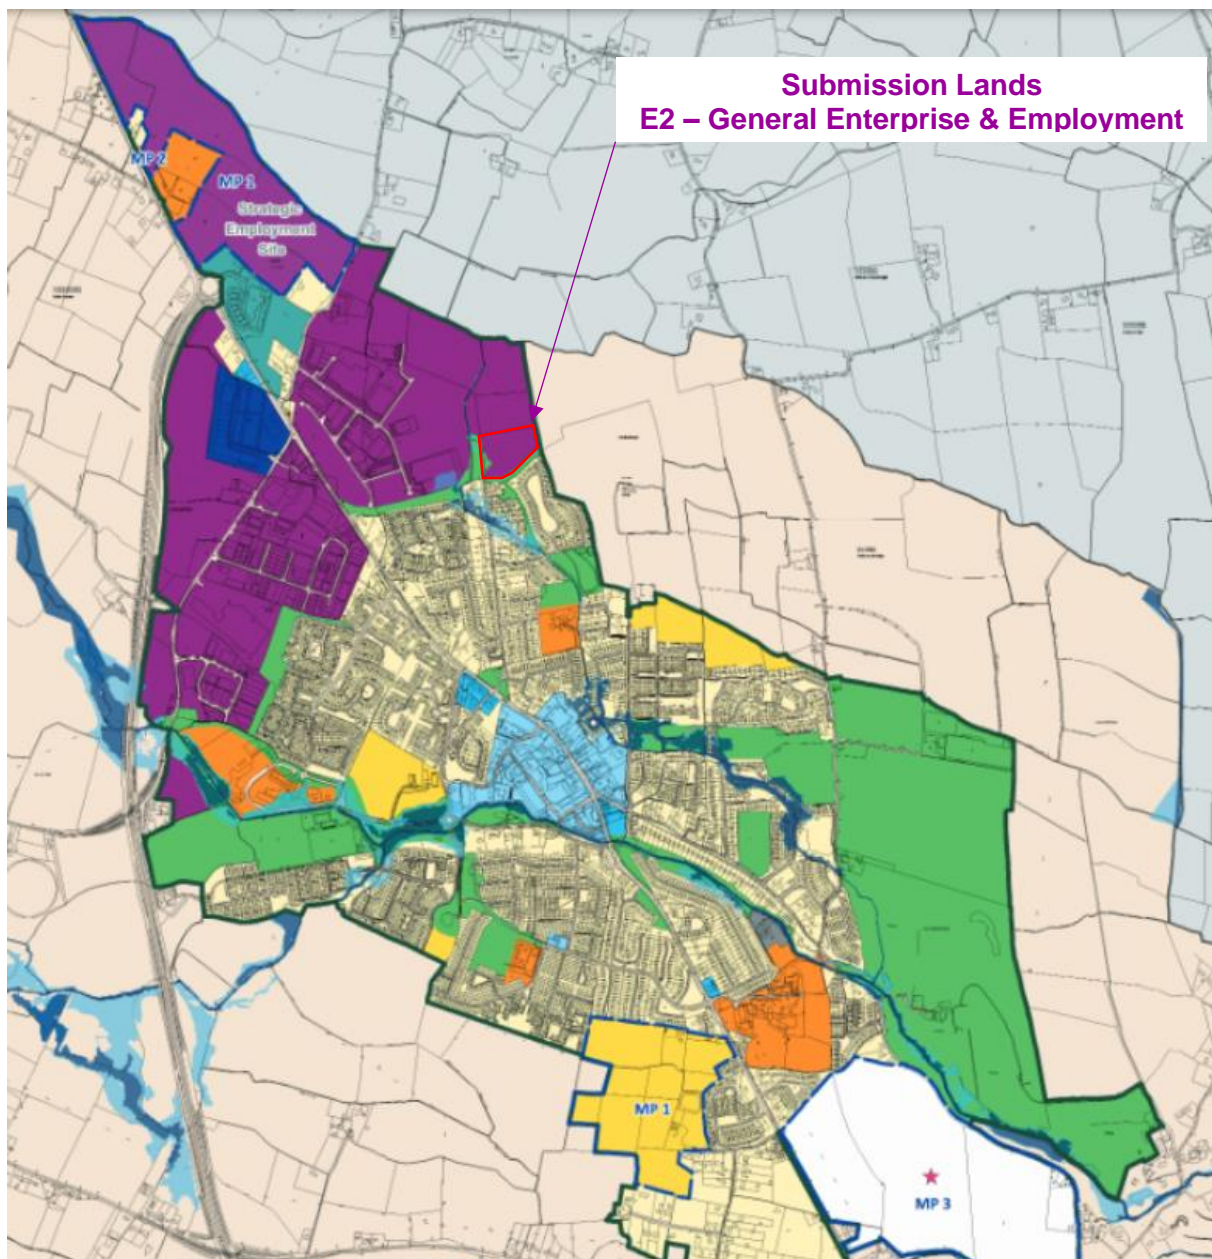 Submission Lands
E2 – General Enterprise & Employment
MP 2
MP 1
Strategic
Employment
Site
MP 1
MP 3